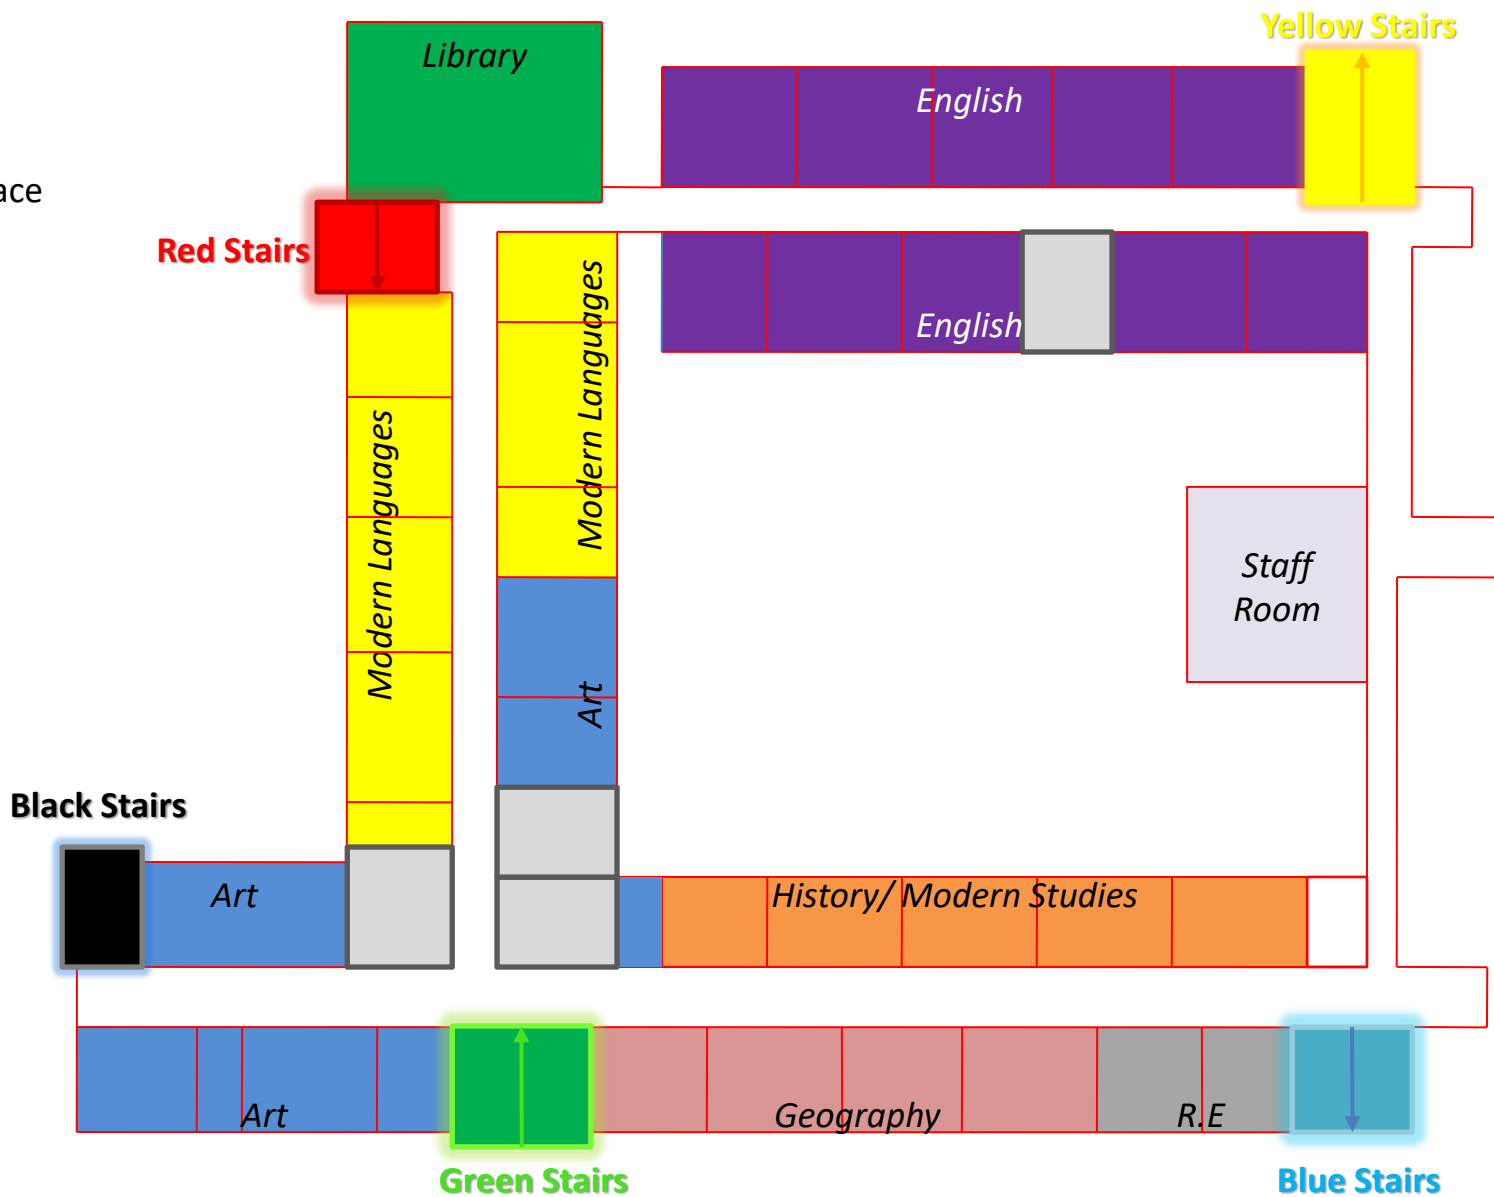 Yellow Stairs
Library
English
ace
Red Stairs
Modern Languages
English
Modern Languages
Staff
Room
Art
Black Stairs
Art
History/ Modern Studies
Art
Geography
R.E
Green Stairs
Blue Stairs